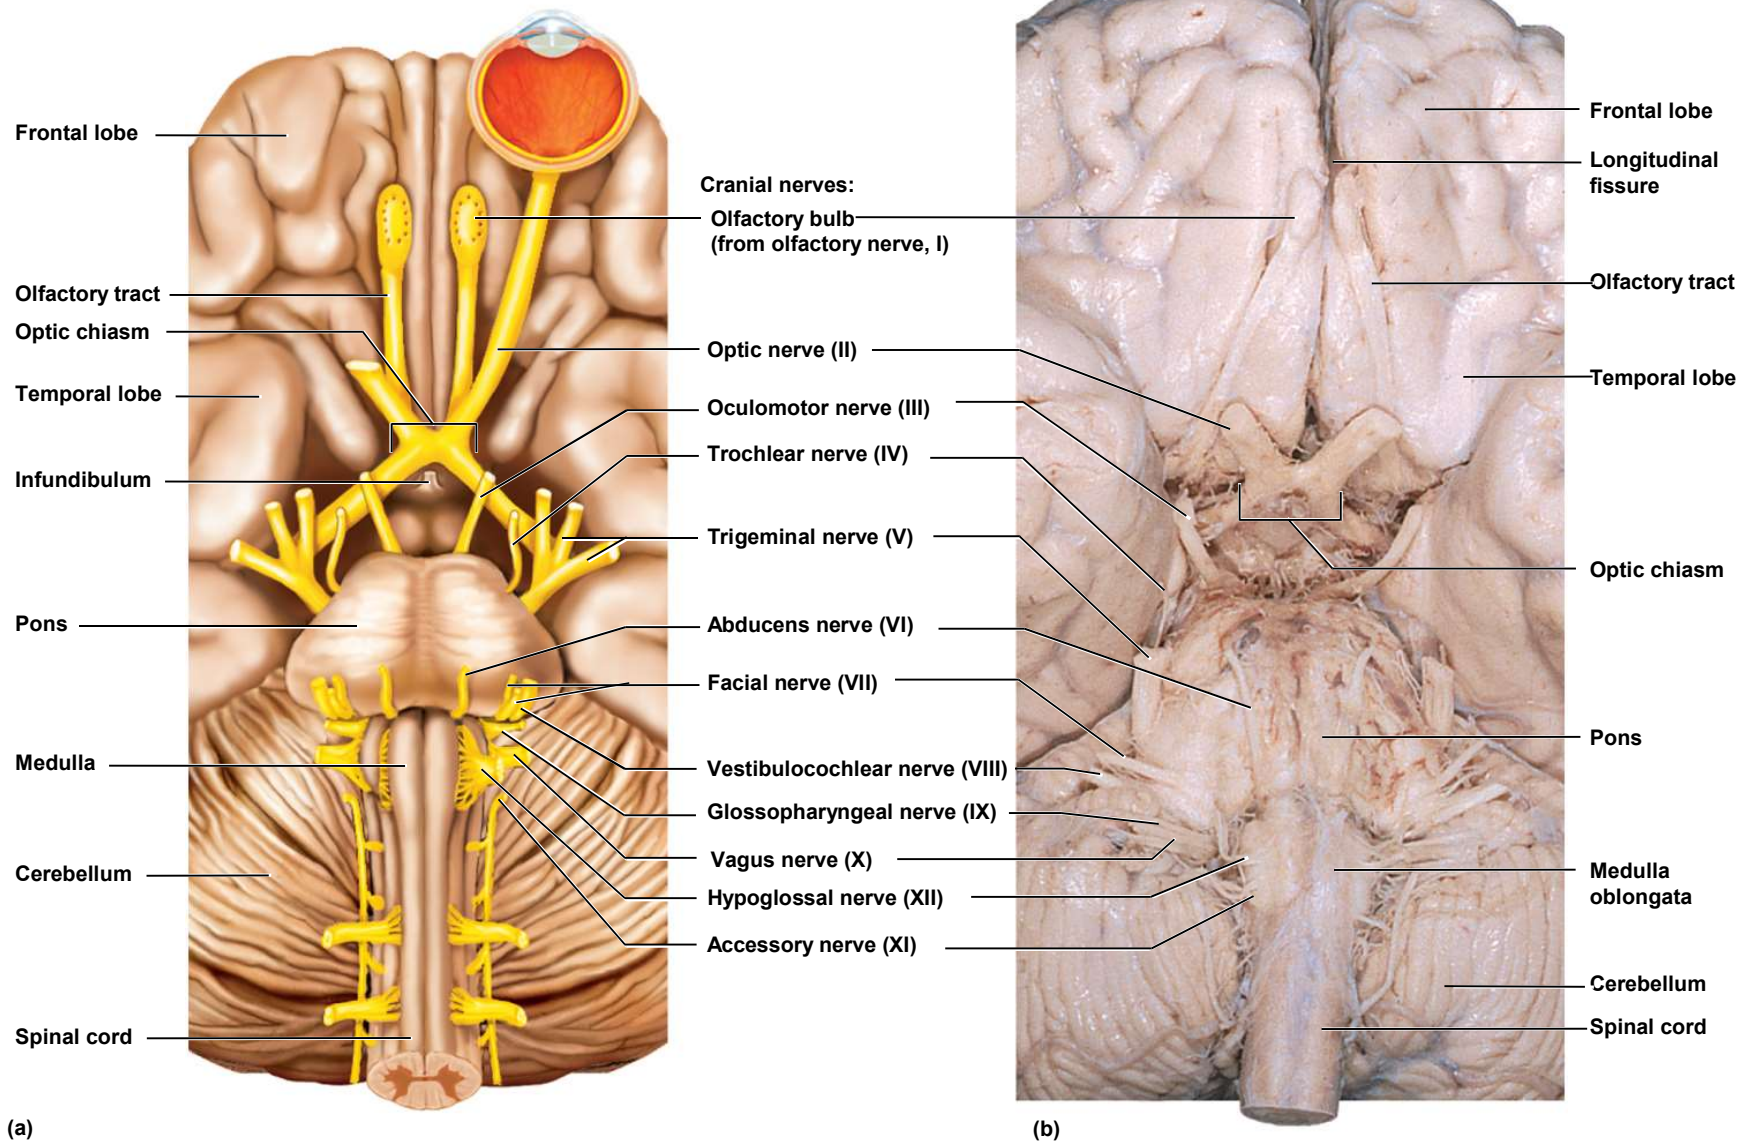 Frontal lobe
Olfactory tract
Optic chiasm
Temporal lobe
Infundibulum
Pons
Medulla
Cerebellum
Spinal cord
(a)
Cranial nerves:
Olfactory bulb
(from olfactory nerve, I)
Optic nerve (II)
Oculomotor nerve (III)
Trochlear nerve (IV)
Trigeminal nerve (V)
Abducens nerve (VI)
Facial nerve (VII)
Vestibulocochlear nerve (VIII)
Glossopharyngeal nerve (IX)
Vagus nerve (X)
Hypoglossal nerve (XII)
Accessory nerve (XI)
Frontal lobe
Longitudinal
fissure
Olfactory tract
Temporal lobe
Optic chiasm
Pons
Medulla
oblongata
Cerebellum
Spinal cord
(b)